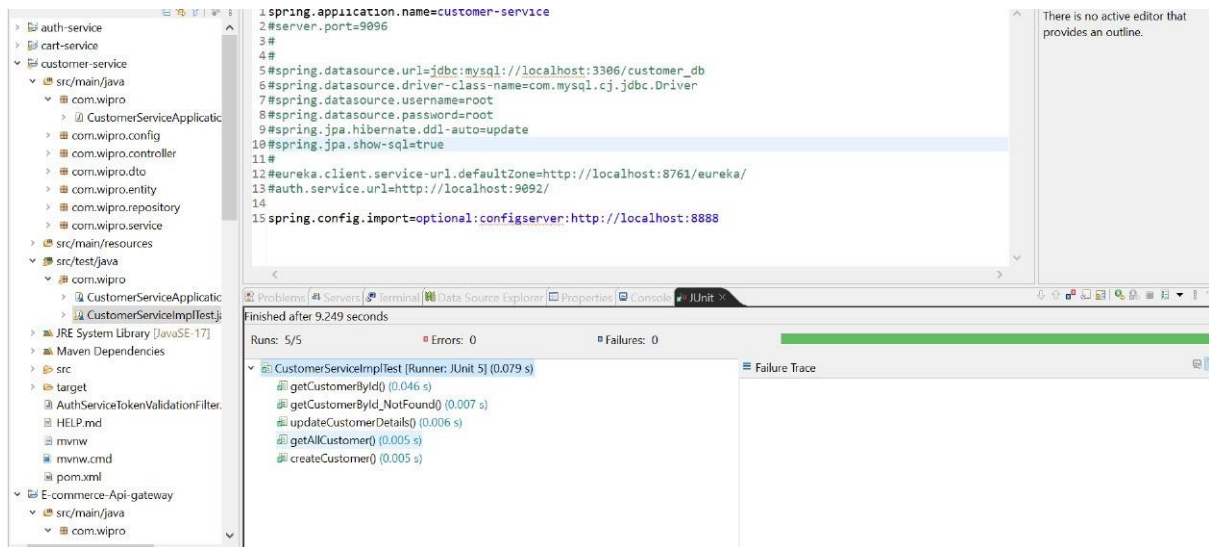 auth-service
cart-service
customer-service
src/main/java
com.wipro
CustomerServiceApplicatic
com.wipro.config
com.wipro.controller
com.wipro.dto
com.wipro.entity
com.wipro.repository
com.wipro.service
src/main/resources
src/test/java
com.wipro
CustomerServiceApplicatic
CustomerServiceImplTest.ja
JRE System Library [JavaSE-17]
Maven Dependencies
src
target
AuthServiceTokenValidationFilter.
HELP.md
mvnw
mvnw.cmd
pom.xml
E-commerce-Api-gateway
src/main/java
com.wipro
1 spring.application.name=customer-service
2 #server.port=9096
3 #
4 #
5 #spring.datasource.url=jdbc:mysql://localhost:3306/customer_db
6 #spring.datasource.driver-class-name=com.mysql.cj.jdbc.Driver
7 #spring.datasource.username=root
8 #spring.datasource.password=root
9 #spring.jpa.hibernate.ddl-auto=update
10 #spring.jpa.show-sql=true
11 #
12 #eureka.client.service-url.defaultZone=http://localhost:8761/eureka/
13 #auth.service.url=http://localhost:9092/
14
15 spring.config.import=optional:configserver:http://localhost:8888
There is no active editor that
provides an outline.
Problems Servers Terminal Data Source Explorer Properties Console JUnit
Finished after 9.249 seconds
Runs: 5/5 Errors: 0 Failures: 0
CustomerServiceImplTest [Runner: JUnit 5] (0.079 s)
getCustomerById() (0.046 s)
getCustomerById_NotFound() (0.007 s)
updateCustomerDetails() (0.006 s)
getAllCustomer() (0.005 s)
createCustomer() (0.005 s)
Failure Trace